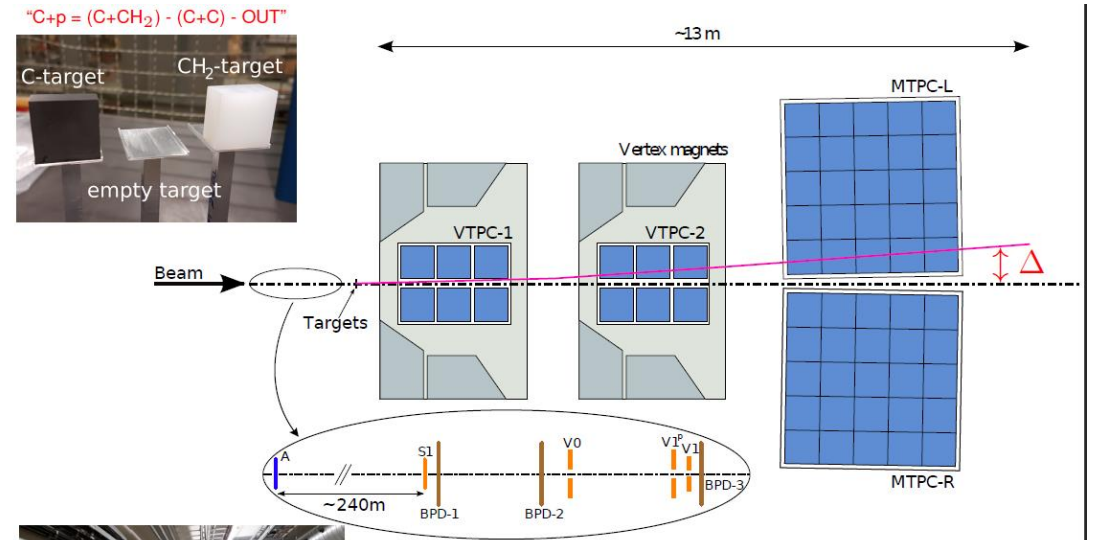 “C+p = (C+CH₂) - (C+C) - OUT”
C-target
CH₂-target
empty target
~13 m
MTPC-L
Vertex magnets
VTPC-1
VTPC-2
Beam
Δ
Targets
MTPC-R
A
S1
V0
V1ᵖ
V1
BPD-1
BPD-2
BPD-3
~240m